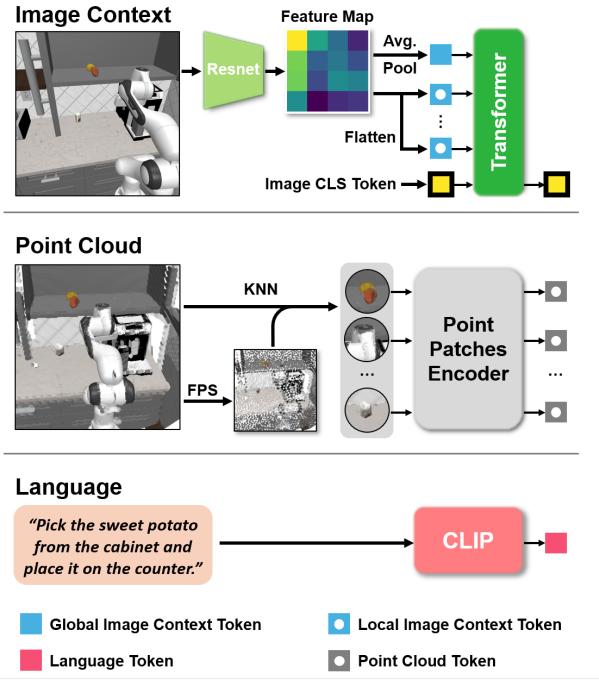 Image Context
Resnet
Feature Map
Avg.
Pool
Flatten
Image CLS Token
Transformer
Point Cloud
KNN
FPS
...
Point
Patches
Encoder
...
Language
“Pick the sweet potato
from the cabinet and
place it on the counter.”
CLIP
Global Image Context Token
Local Image Context Token
Language Token
Point Cloud Token